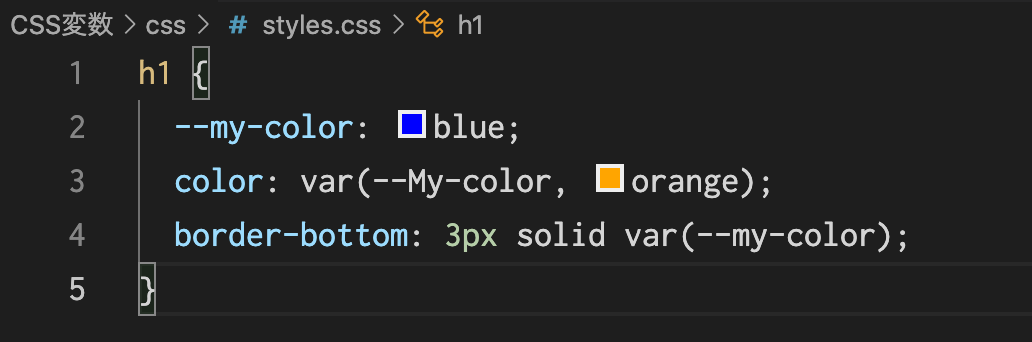 CSS変数 > css > # styles.css > h1
1 h1 {
2 --my-color: blue;
3 color: var(--My-color, orange);
4 border-bottom: 3px solid var(--my-color);
5 }